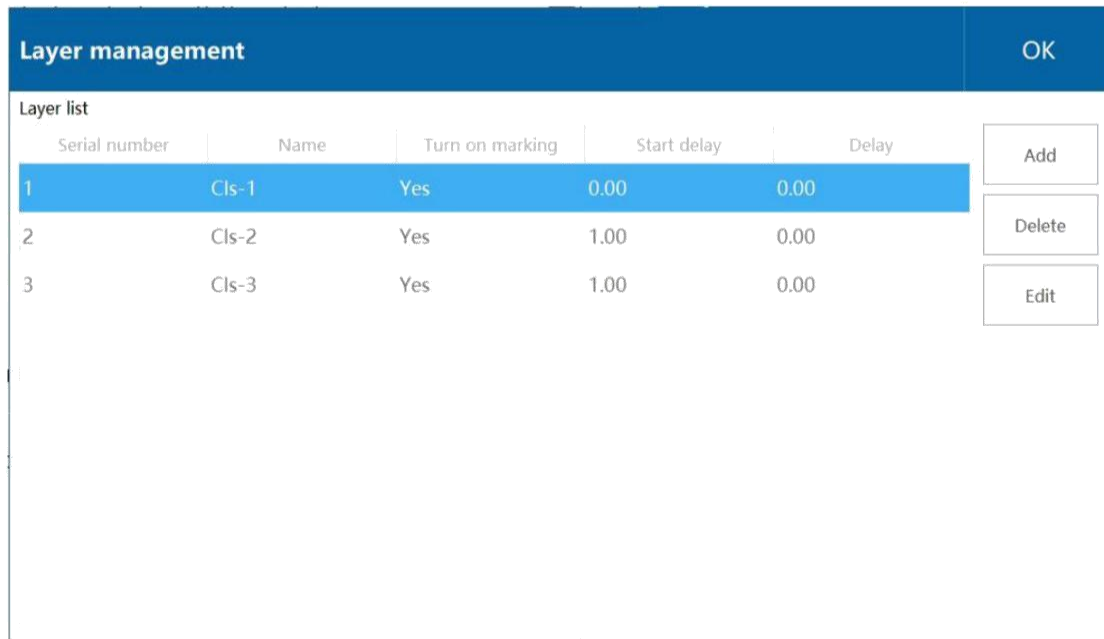 Layer management OK
Layer list
Serial number Name Turn on marking Start delay Delay
Add
1 Cls-1 Yes 0.00 0.00
Delete
2 Cls-2 Yes 1.00 0.00
3 Cls-3 Yes 1.00 0.00
Edit